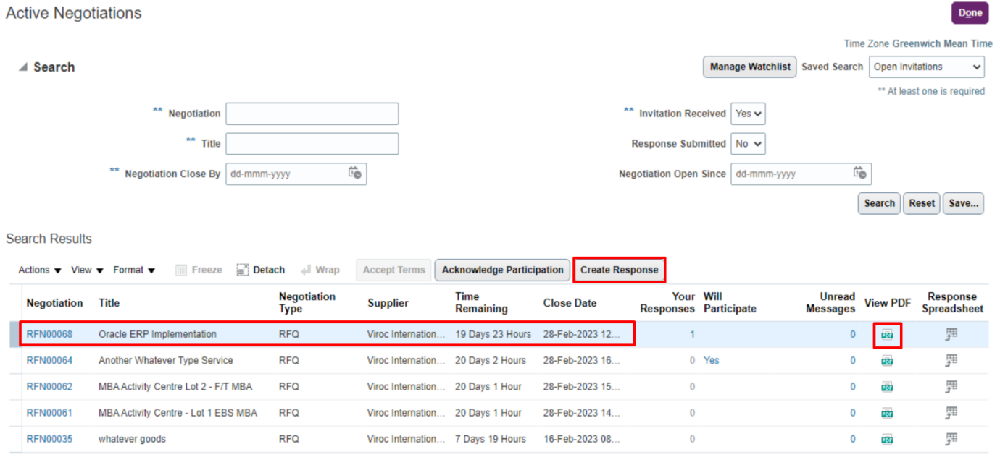 Active Negotiations
Done
Time Zone Greenwich Mean Time
Search
Manage Watchlist Saved Search Open Invitations
** At least one is required
** Negotiation
** Invitation Received Yes
** Title
Response Submitted No
** Negotiation Close By dd-mmm-yyyy
Negotiation Open Since dd-mmm-yyyy
Search Reset Save...
Search Results
Actions View Format Freeze Detach Wrap Accept Terms Acknowledge Participation Create Response
Negotiation Title Negotiation Type Supplier Time Remaining Close Date Your Responses Will Participate Unread Messages View PDF Response Spreadsheet
RFN00068 Oracle ERP Implementation RFQ Viroc Internation... 19 Days 23 Hours 28-Feb-2023 12... 1 0 PDF
RFN00064 Another Whatever Type Service RFQ Viroc Internation... 20 Days 2 Hours 28-Feb-2023 16... 0 Yes 0 PDF
RFN00062 MBA Activity Centre Lot 2 - F/T MBA RFQ Viroc Internation... 20 Days 1 Hour 28-Feb-2023 15... 0 0 PDF
RFN00061 MBA Activity Centre - Lot 1 EBS MBA RFQ Viroc Internation... 20 Days 1 Hour 28-Feb-2023 14... 0 0 PDF
RFN00035 whatever goods RFQ Viroc Internation... 7 Days 19 Hours 16-Feb-2023 08... 0 0 PDF